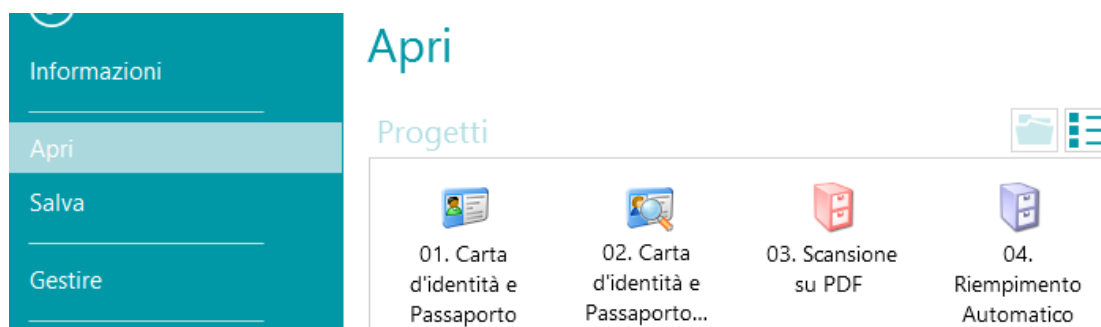 Informazioni
Apri
Salva
Gestire
Apri
Progetti
01. Carta
d'identità e
Passaporto
02. Carta
d'identità e
Passaporto...
03. Scansione
su PDF
04.
Riempimento
Automatico